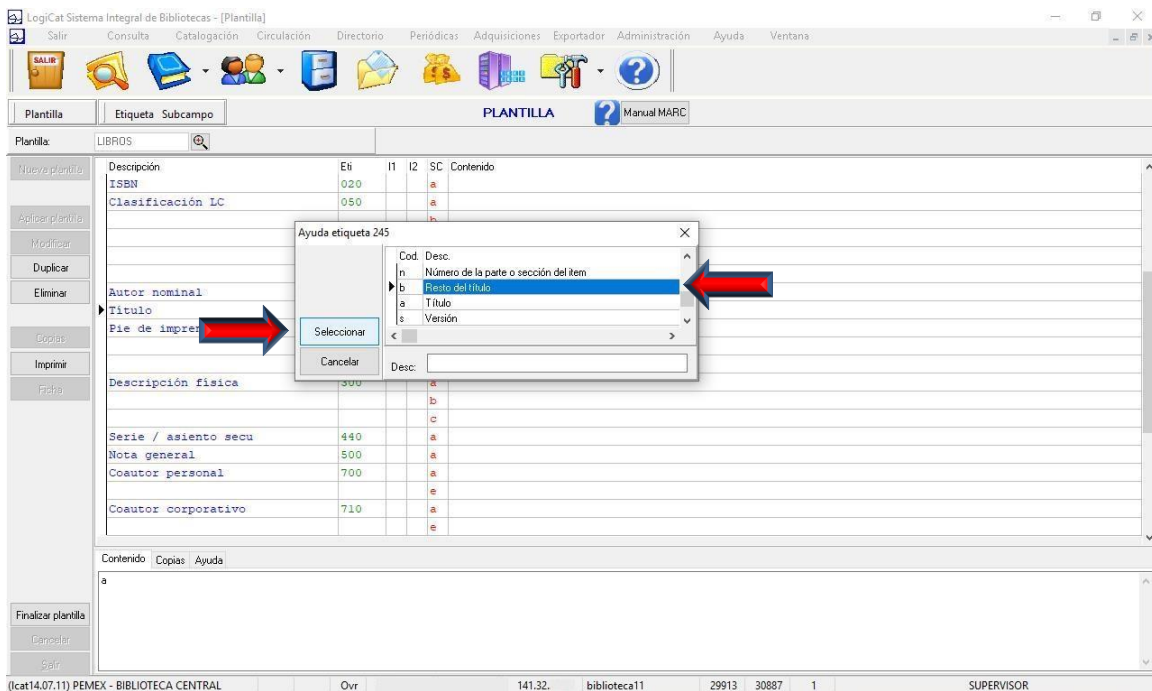 LogiCat Sistema Integral de Bibliotecas - [Plantilla]
Salir Consulta Catalogación Circulación Directorio Periódicas Adquisiciones Exportador Administración Ayuda Ventana
SALIR
Plantilla Etiqueta Subcampo PLANTILLA Manual MARC
Plantilla: LIBROS
Nueva plantilla
Aplicar plantilla
Modificar
Duplicar
Eliminar
Copias
Imprimir
Ficha
Descripción Eti I1 I2 SC Contenido
ISBN 020 a
Clasificación LC 050 a
b
Autor nominal
Título
Pie de impren
Descripción física 300 a
b
c
Serie / asiento secu 440 a
Nota general 500 a
Coautor personal 700 a
e
Coautor corporativo 710 a
e
Ayuda etiqueta 245
Cod. Desc.
n Número de la parte o sección del item
b Resto del título
a Título
s Versión
Seleccionar
Cancelar
Desc:
Contenido Copias Ayuda
a
Finalizar plantilla
Cancelar
Salir
(lcat14.07.11) PEMEX - BIBLIOTECA CENTRAL Ovr 141.32. biblioteca11 29913 30887 1 SUPERVISOR